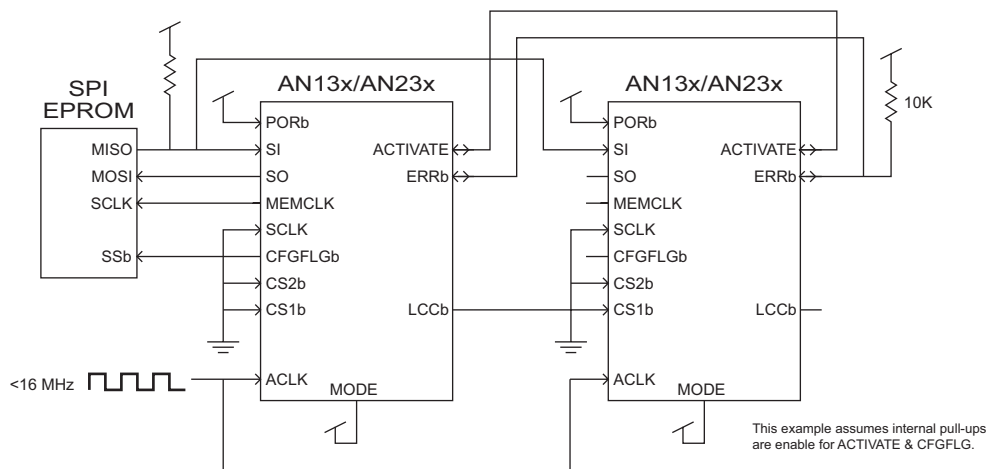 SPI
EPROM
MISO
MOSI
SCLK
SSb
AN13x/AN23x
PORb
SI
SO
MEMCLK
SCLK
CFGFLGb
CS2b
CS1b
ACLK
ACTIVATE
ERRb
LCCb
MODE
<16 MHz
AN13x/AN23x
PORb
SI
SO
MEMCLK
SCLK
CFGFLGb
CS2b
CS1b
ACLK
ACTIVATE
ERRb
LCCb
MODE
10K
This example assumes internal pull-ups
are enable for ACTIVATE & CFGFLG.